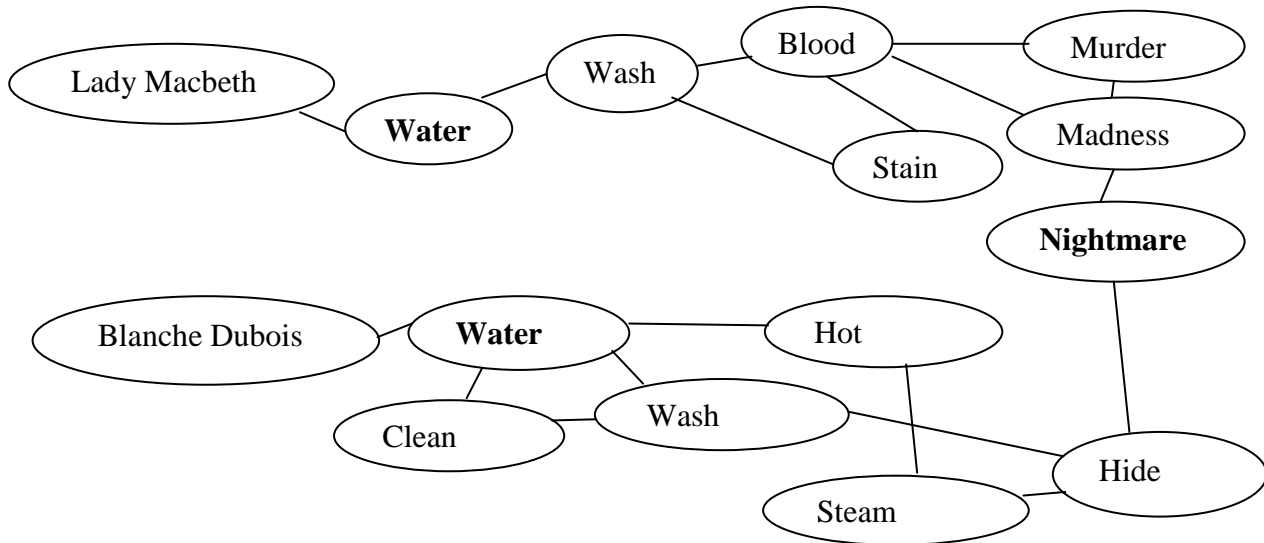 Lady Macbeth
Water
Wash
Blood
Murder
Madness
Stain
Nightmare
Blanche Dubois
Water
Hot
Clean
Wash
Hide
Steam